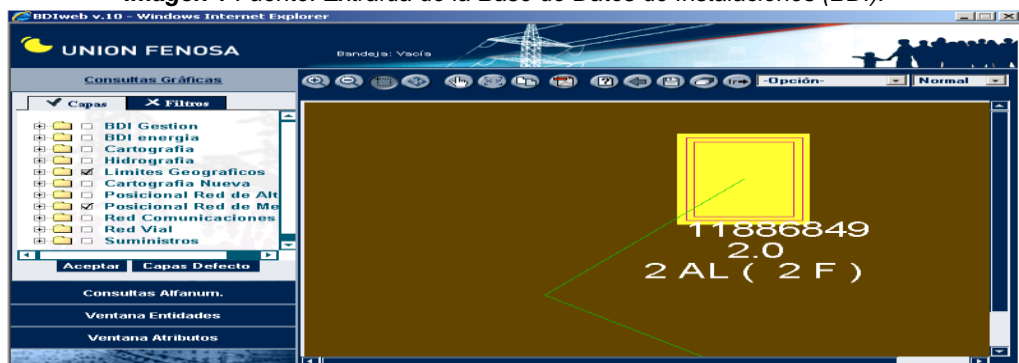 Imagen 1 Fuente: Entrada de la Base de Datos de Instalaciones (BDI).
BDIweb v.10 - Windows Internet Explorer
UNION FENOSA
Bandeja: Vacía
Consultas Gráficas
-Opción-
Normal
Capas
Filtros
BDI Gestion
BDI energia
Cartografia
Hidrografia
Limites Geograficos
Cartografia Nueva
Posicional Red de Alt
Posicional Red de Me
Red Comunicaciones
Red Vial
Suministros
Aceptar Capas Defecto
Consultas Alfanum.
Ventana Entidades
Ventana Atributos
11886849
2.0
2 AL ( 2 F )